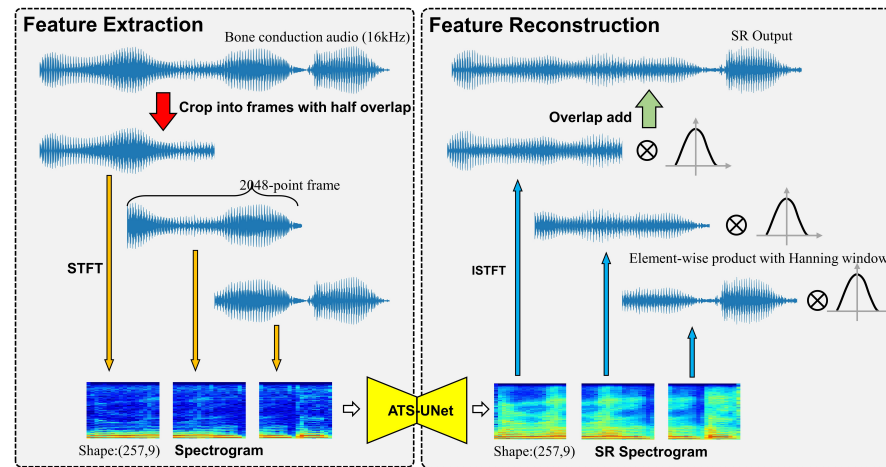 Feature Extraction
Bone conduction audio (16kHz)
Crop into frames with half overlap
2048-point frame
STFT
Shape:(257,9)
Spectrogram
ATS-UNet
Feature Reconstruction
SR Output
Overlap add
ISTFT
Element-wise product with Hanning window
Shape:(257,9)
SR Spectrogram